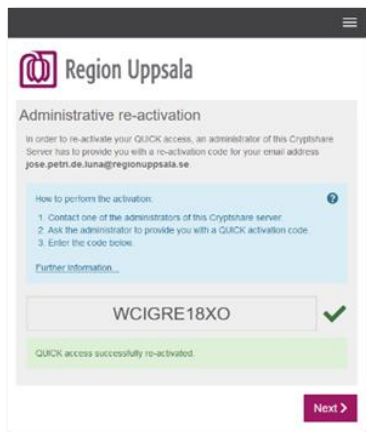 Region Uppsala
Administrative re-activation
In order to re-activate your QUICK access, an administrator of this Cryptshare
Server has to provide you with a re-activation code for your email address
jose.petri.de.luna@regionuppsala.se.
How to perform the activation:
1. Contact one of the administrators of this Cryptshare server.
2. Ask the administrator to provide you with a QUICK activation code.
3. Enter the code below.
Further Information...
WCIGRE18XO
QUICK access successfully re-activated.
Next